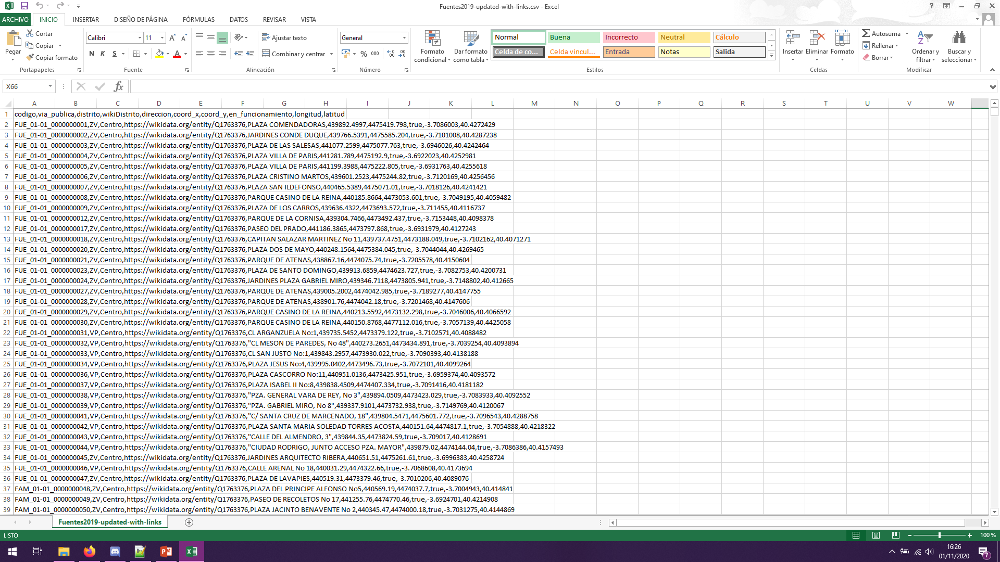 Fuentes2019-updated-with-links.csv - Excel
ARCHIVO INICIO INSERTAR DISEÑO DE PÁGINA FÓRMULAS DATOS REVISAR VISTA
Pegar
Cortar
Copiar
Copiar formato
Portapapeles
Calibri 11
N K S
Fuente
Ajustar texto
Combinar y centrar
Alineación
General
% 000
Número
Formato condicional
Dar formato como tabla
Normal Buena Incorrecto Neutral Cálculo
Celda de co... Celda vincul... Entrada Notas Salida
Estilos
Insertar Eliminar Formato
Celdas
Autosuma
Rellenar
Borrar
Ordenar y filtrar
Buscar y seleccionar
Modificar
X66 fx
A B C D E F G H I J K L M N O P Q R S T U V W
1 codigo,via_publica,distrito,wikiDistrito,direccion,coord_x,coord_y,en_funcionamiento,longitud,latitud
2 FUE_01-01_0000000001,ZV,Centro,https://wikidata.org/entity/Q1763376,PLAZA COMENDADORAS,439892.4997,4475419.798,true,-3.7086003,40.4272429
3 FUE_01-01_0000000002,ZV,Centro,https://wikidata.org/entity/Q1763376,JARDINES CONDE DUQUE,439766.5391,4475585.204,true,-3.7101008,40.4287238
4 FUE_01-01_0000000003,ZV,Centro,https://wikidata.org/entity/Q1763376,PLAZA DE LAS SALESAS,441077.2599,4475077.763,true,-3.6946026,40.4242464
5 FUE_01-01_0000000004,ZV,Centro,https://wikidata.org/entity/Q1763376,PLAZA VILLA DE PARIS,441281.789,4475192.9,true,-3.6922023,40.4252981
6 FUE_01-01_0000000005,ZV,Centro,https://wikidata.org/entity/Q1763376,PLAZA VILLA DE PARIS,441199.3988,4475222.805,true,-3.6931763,40.4255618
7 FUE_01-01_0000000006,ZV,Centro,https://wikidata.org/entity/Q1763376,PLAZA CRISTINO MARTOS,439601.2523,4475244.82,true,-3.7120169,40.4256456
8 FUE_01-01_0000000007,ZV,Centro,https://wikidata.org/entity/Q1763376,PLAZA SAN ILDEFONSO,440465.5389,4475071.01,true,-3.7018126,40.4241421
9 FUE_01-01_0000000008,ZV,Centro,https://wikidata.org/entity/Q1763376,PARQUE CASINO DE LA REINA,440185.8664,4473053.601,true,-3.7049195,40.4059482
10 FUE_01-01_0000000009,ZV,Centro,https://wikidata.org/entity/Q1763376,PLAZA DE LOS CARROS,439636.4322,4473693.572,true,-3.711455,40.4116737
11 FUE_01-01_0000000012,ZV,Centro,https://wikidata.org/entity/Q1763376,PARQUE DE LA CORNISA,439304.7466,4473492.437,true,-3.7153448,40.4098378
12 FUE_01-01_0000000017,ZV,Centro,https://wikidata.org/entity/Q1763376,PASEO DEL PRADO,441186.3865,4473797.868,true,-3.6931979,40.4127243
13 FUE_01-01_0000000018,ZV,Centro,https://wikidata.org/entity/Q1763376,CAPITAN SALAZAR MARTINEZ No 11,439737.4751,4473188.049,true,-3.7102162,40.4071271
14 FUE_01-01_0000000020,ZV,Centro,https://wikidata.org/entity/Q1763376,PLAZA DOS DE MAYO,440248.1564,4475384.045,true,-3.7044044,40.4269465
15 FUE_01-01_0000000021,ZV,Centro,https://wikidata.org/entity/Q1763376,PARQUE DE ATENAS,438867.16,4474075.74,true,-3.7205578,40.4150604
16 FUE_01-01_0000000023,ZV,Centro,https://wikidata.org/entity/Q1763376,PLAZA DE SANTO DOMINGO,439913.6859,4474623.727,true,-3.7082753,40.4200731
17 FUE_01-01_0000000024,ZV,Centro,https://wikidata.org/entity/Q1763376,JARDINES PLAZA GABRIEL MIRO,439346.7118,4473805.941,true,-3.7148802,40.412665
18 FUE_01-01_0000000027,ZV,Centro,https://wikidata.org/entity/Q1763376,PARQUE DE ATENAS,439005.2002,4474042.985,true,-3.7189277,40.4147755
19 FUE_01-01_0000000028,ZV,Centro,https://wikidata.org/entity/Q1763376,PARQUE DE ATENAS,438901.76,4474042.18,true,-3.7201468,40.4147606
20 FUE_01-01_0000000029,ZV,Centro,https://wikidata.org/entity/Q1763376,PARQUE CASINO DE LA REINA,440213.5592,4473132.298,true,-3.7046006,40.4066592
21 FUE_01-01_0000000030,ZV,Centro,https://wikidata.org/entity/Q1763376,PARQUE CASINO DE LA REINA,440150.8768,4477112.016,true,-3.7057139,40.4425058
22 FUE_01-01_0000000031,VP,Centro,https://wikidata.org/entity/Q1763376,CL ARGANZUELA No:1,439735.5452,4473379.122,true,-3.7102571,40.4088482
23 FUE_01-01_0000000032,VP,Centro,https://wikidata.org/entity/Q1763376,"CL MESON DE PAREDES, No 48",440273.2651,4473434.891,true,-3.7039254,40.4093894
24 FUE_01-01_0000000033,VP,Centro,https://wikidata.org/entity/Q1763376,CL SAN JUSTO No:1,439843.2957,4473930.022,true,-3.7090393,40.4138188
25 FUE_01-01_0000000034,VP,Centro,https://wikidata.org/entity/Q1763376,PLAZA JESUS No:4,439995.0402,4473496.73,true,-3.7072101,40.4099264
26 FUE_01-01_0000000036,VP,Centro,https://wikidata.org/entity/Q1763376,PLAZA CASCORRO No:11,440951.0136,4473425.951,true,-3.6959374,40.4093572
27 FUE_01-01_0000000037,VP,Centro,https://wikidata.org/entity/Q1763376,PLAZA ISABEL II No:8,439838.4509,4474407.334,true,-3.7091416,40.4181182
28 FUE_01-01_0000000038,VP,Centro,https://wikidata.org/entity/Q1763376,"PZA. GENERAL VARA DE REY, No 3",439894.0509,4473423.029,true,-3.7083933,40.4092552
29 FUE_01-01_0000000039,VP,Centro,https://wikidata.org/entity/Q1763376,"PZA. GABRIEL MIRO, No 8",439337.9101,4473732.938,true,-3.7149769,40.4120067
30 FUE_01-01_0000000041,VP,Centro,https://wikidata.org/entity/Q1763376,"C/ SANTA CRUZ DE MARCENADO, 18",439804.5471,4475601.772,true,-3.7096543,40.4288758
31 FUE_01-01_0000000042,VP,Centro,https://wikidata.org/entity/Q1763376,PLAZA SANTA MARIA SOLEDAD TORRES ACOSTA,440151.64,4474817.1,true,-3.7054888,40.4218322
32 FUE_01-01_0000000043,VP,Centro,https://wikidata.org/entity/Q1763376,"CALLE DEL ALMENDRO, 3",439844.35,4473824.59,true,-3.709017,40.4128691
33 FUE_01-01_0000000044,VP,Centro,https://wikidata.org/entity/Q1763376,"CIUDAD RODRIGO, JUNTO ACCESO PZA. MAYOR",439879.02,4474144.04,true,-3.7086386,40.4157493
34 FUE_01-01_0000000045,ZV,Centro,https://wikidata.org/entity/Q1763376,JARDINES ARQUITECTO RIBERA,440651.51,4475261.61,true,-3.6996383,40.4258724
35 FUE_01-01_0000000046,VP,Centro,https://wikidata.org/entity/Q1763376,CALLE ARENAL No 18,440031.29,4474322.66,true,-3.7068608,40.4173694
36 FUE_01-01_0000000047,ZV,Centro,https://wikidata.org/entity/Q1763376,PLAZA DE LAVAPIES,440519.31,4473379.46,true,-3.7010206,40.4089076
37 FAM_01-01_0000000048,ZV,Centro,https://wikidata.org/entity/Q1763376,PLAZA DEL PRINCIPE ALFONSO No5,440569.19,4474037.7,true,-3.7004943,40.414841
38 FAM_01-01_0000000049,ZV,Centro,https://wikidata.org/entity/Q1763376,PASEO DE RECOLETOS No 17,441255.76,4474770.46,true,-3.6924701,40.4214908
39 FAM_01-01_0000000050,ZV,Centro,https://wikidata.org/entity/Q1763376,PLAZA JACINTO BENAVENTE No 2,440345.47,4474000.18,true,-3.7031275,40.4144869
Fuentes2019-updated-with-links
LISTO 100 %
16:26
01/11/2020
7